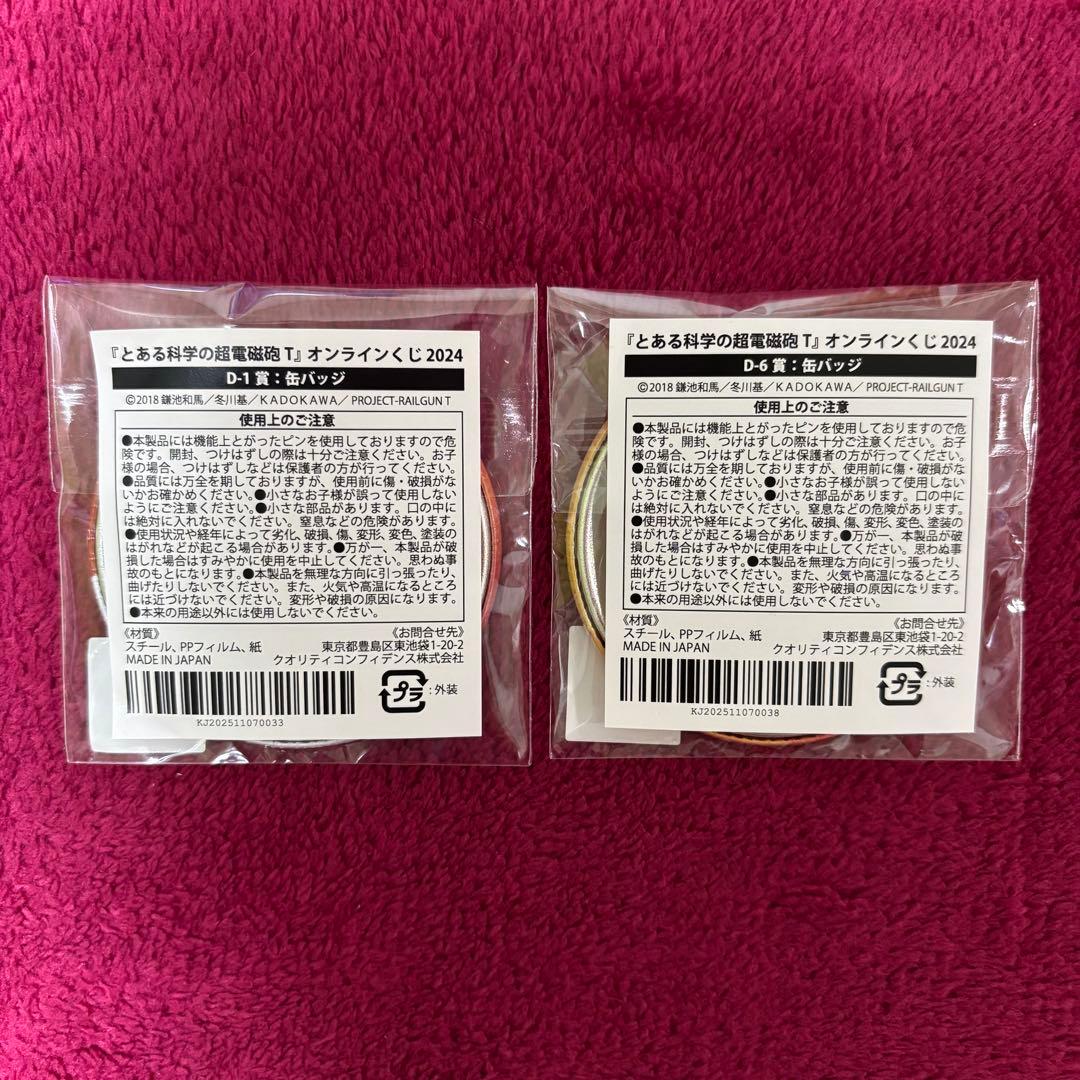 『とある科学の超電磁砲T』オンラインくじ2024
D-1賞：缶バッジ
©2018 鎌池和馬／冬川基／KADOKAWA／PROJECT-RAILGUN T
使用上のご注意
●本製品には機能上とがったピンを使用しておりますので危
険です。開封、つけはずしの際は十分ご注意ください。お子
様の場合、つけはずしなどは保護者の方が行ってください。
●品質には万全を期しておりますが、使用前に傷・破損がな
いかお確かめください。●小さなお子様が誤って使用しない
ようにご注意ください。●小さな部品があります。口の中に
は絶対に入れないでください。窒息などの危険があります。
●使用状況や経年によって劣化、破損、傷、変形、変色、塗装の
はがれなどが起こる場合があります。●万が一、本製品が破
損した場合はすみやかに使用を中止してください。思わぬ事
故のもとになります。●本製品を無理な方向に引っ張ったり、
曲げたりしないでください。また、火気や高温になるところ
には近づけないでください。変形や破損の原因になります。
●本来の用途以外には使用しないでください。
《材質》
スチール、PPフィルム、紙
MADE IN JAPAN
《お問合せ先》
東京都豊島区東池袋1-20-2
クオリティコンフィデンス株式会社
KJ202511070033
プラ
：外装
『とある科学の超電磁砲T』オンラインくじ2024
D-6賞：缶バッジ
©2018 鎌池和馬／冬川基／KADOKAWA／PROJECT-RAILGUN T
使用上のご注意
●本製品には機能上とがったピンを使用しておりますので危
険です。開封、つけはずしの際は十分ご注意ください。お子
様の場合、つけはずしなどは保護者の方が行ってください。
●品質には万全を期しておりますが、使用前に傷・破損がな
いかお確かめください。●小さなお子様が誤って使用しない
ようにご注意ください。●小さな部品があります。口の中に
は絶対に入れないでください。窒息などの危険があります。
●使用状況や経年によって劣化、破損、傷、変形、変色、塗装の
はがれなどが起こる場合があります。●万が一、本製品が破
損した場合はすみやかに使用を中止してください。思わぬ事
故のもとになります。●本製品を無理な方向に引っ張ったり、
曲げたりしないでください。また、火気や高温になるところ
には近づけないでください。変形や破損の原因になります。
●本来の用途以外には使用しないでください。
《材質》
スチール、PPフィルム、紙
MADE IN JAPAN
《お問合せ先》
東京都豊島区東池袋1-20-2
クオリティコンフィデンス株式会社
KJ202511070038
プラ
：外装